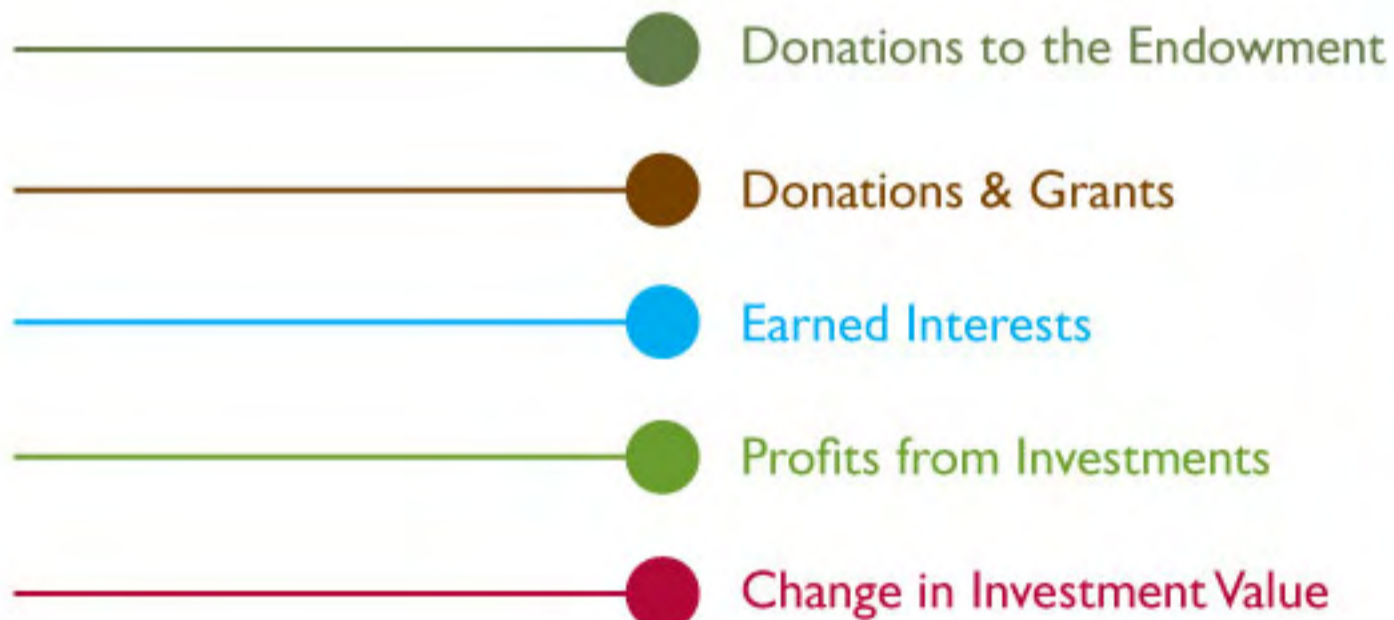 Donations to the Endowment
Donations & Grants
Earned Interests
Profits from Investments
Change in Investment Value